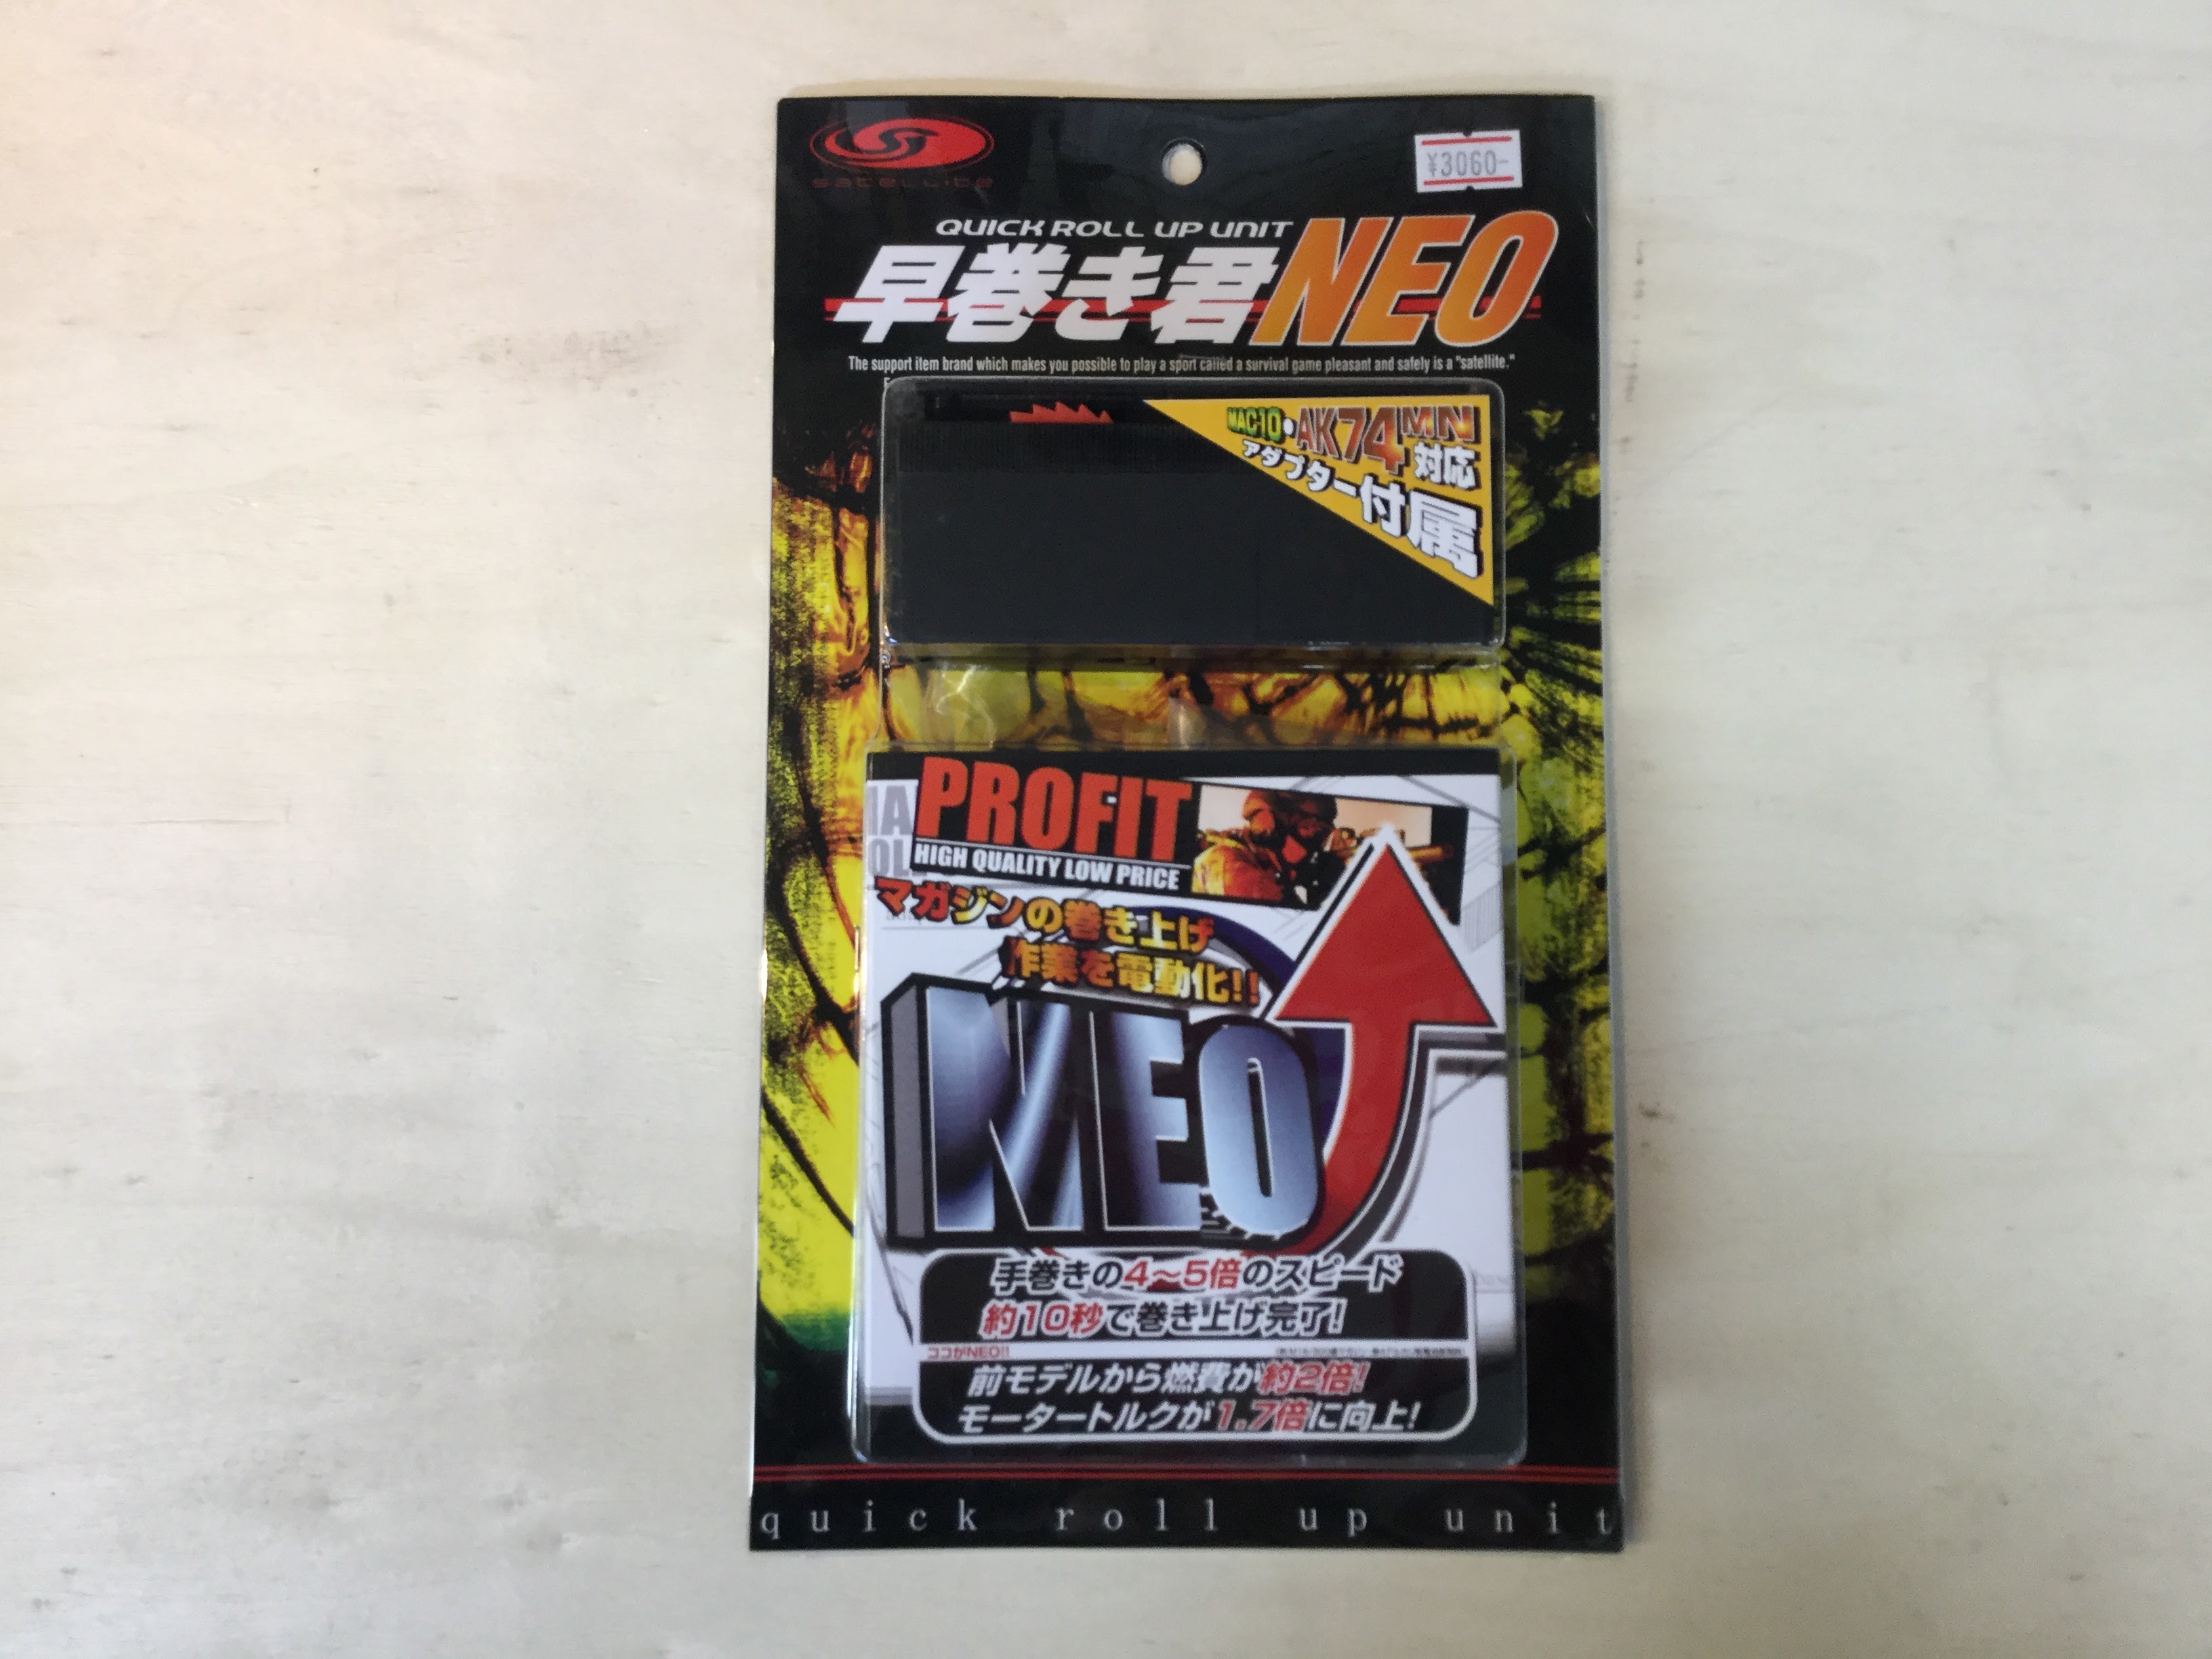 satellite
¥3060-
QUICK ROLL UP UNIT
早巻き君NEO
The support item brand which makes you possible to play a sport called a survival game pleasant and safely is a "satellite."
MAC10・AK74MN
対応
アダプター付属
PROFIT
HIGH QUALITY LOW PRICE
マガジンの巻き上げ
作業を電動化!!
NEO
手巻きの4～5倍のスピード
約10秒で巻き上げ完了!
ココがNEO!!
前モデルから燃費が約2倍!
モータートルクが1.7倍に向上!
quick roll up unit